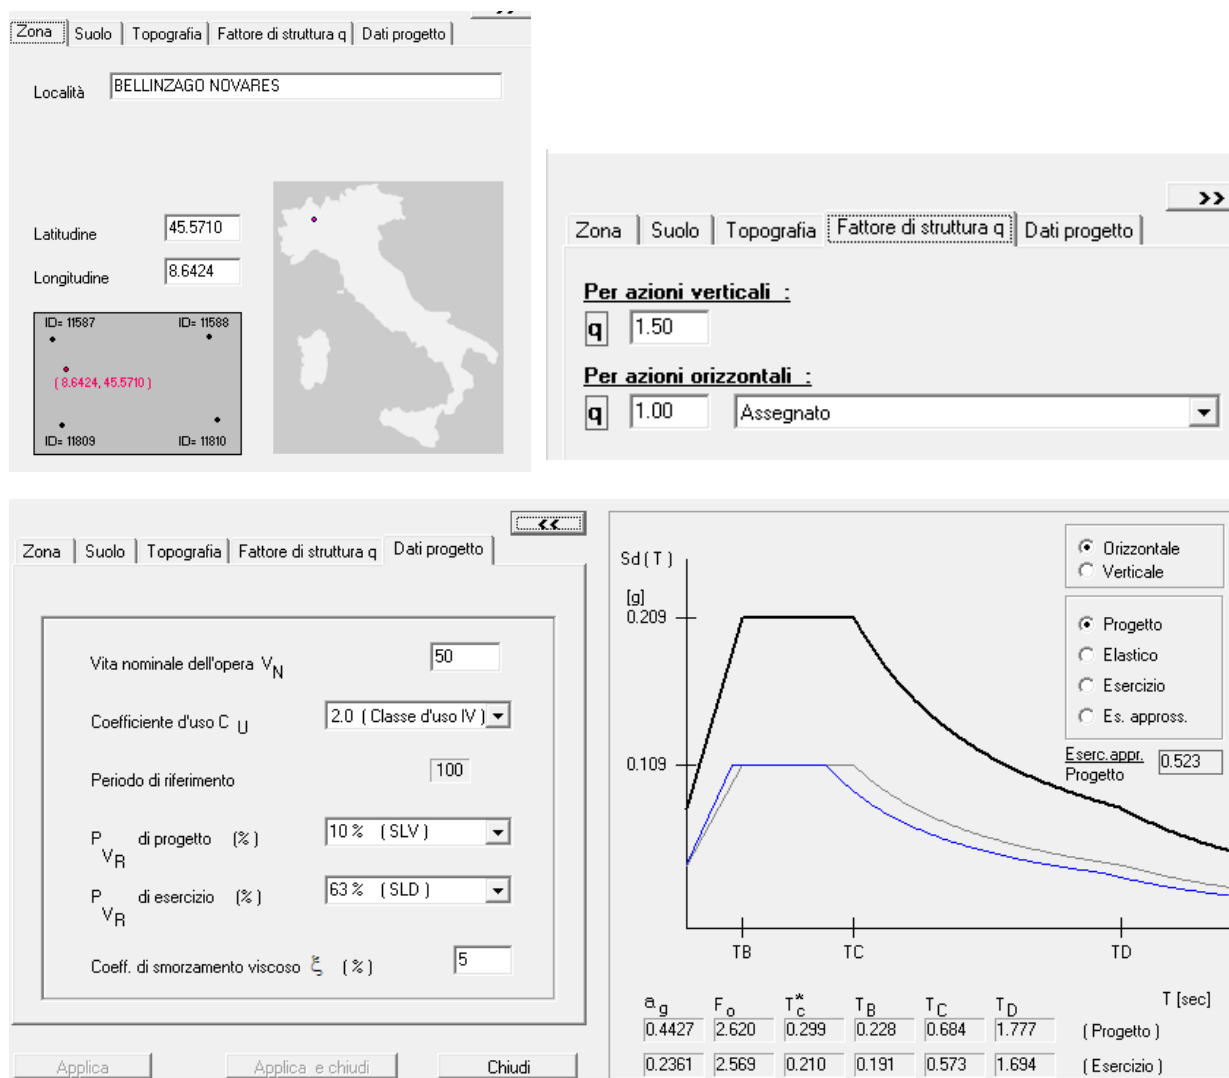 >>
Zona Suolo Topografia Fattore di struttura q Dati progetto
Località BELLINZAGO NOVARES
Latitudine 45.5710
Longitudine 8.6424
ID= 11587 ID= 11588
( 8.6424, 45.5710 )
ID= 11809 ID= 11810
>>
Zona Suolo Topografia Fattore di struttura q Dati progetto
Per azioni verticali :
q 1.50
Per azioni orizzontali :
q 1.00 Assegnato
<<
Zona Suolo Topografia Fattore di struttura q Dati progetto
Vita nominale dell'opera VN 50
Coefficiente d'uso C U 2.0 ( Classe d'uso IV )
Periodo di riferimento 100
P VR di progetto (%) 10 % ( SLV )
P VR di esercizio (%) 63 % ( SLD )
Coeff. di smorzamento viscoso ξ (%) 5
Applica Applica e chiudi Chiudi
Sd ( T )
[g]
0.209
0.109
Orizzontale
Verticale
Progetto
Elastico
Esercizio
Es. appross.
Eserc.appr.
Progetto 0.523
TB TC TD
T [sec]
ag Fo Tc* TB TC TD
0.4427 2.620 0.299 0.228 0.684 1.777 ( Progetto )
0.2361 2.569 0.210 0.191 0.573 1.694 ( Esercizio )